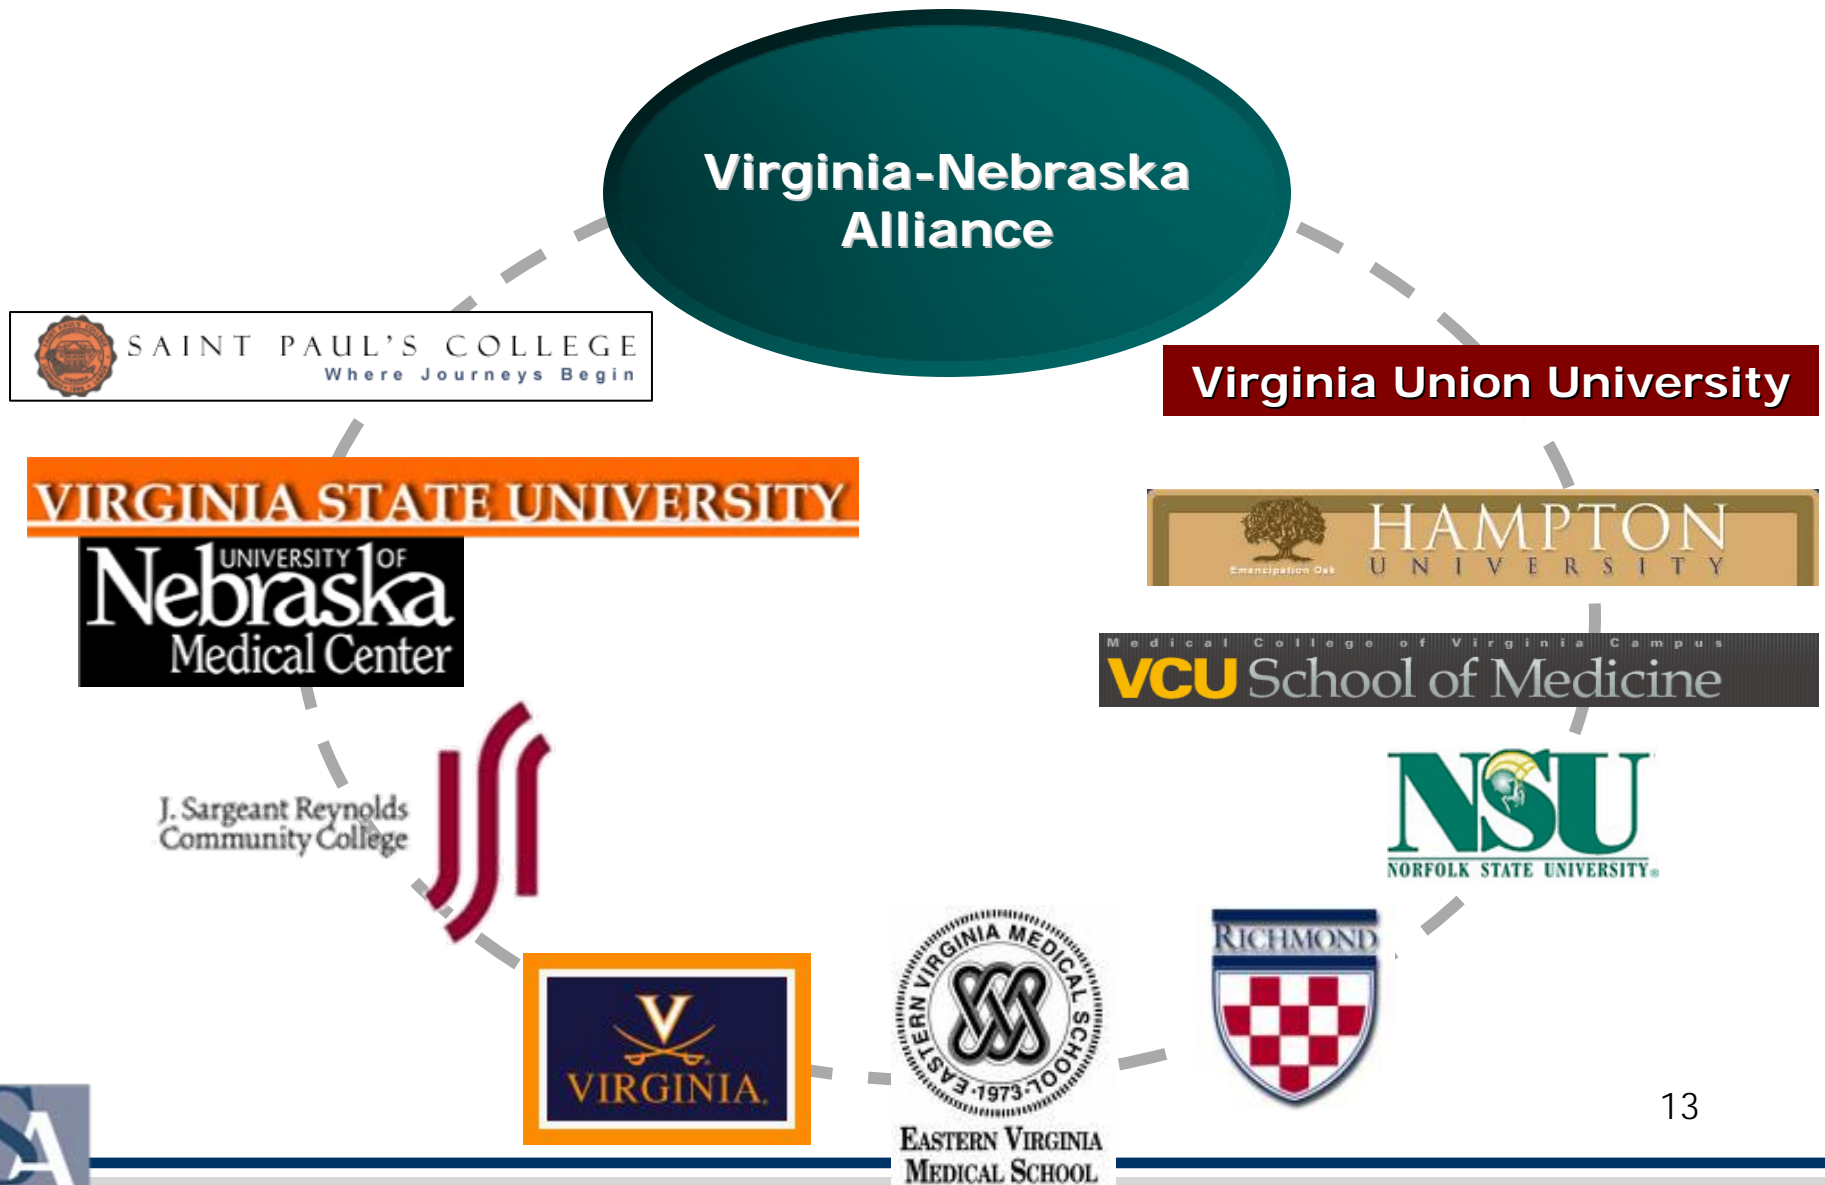 Virginia-Nebraska
Alliance
SAINT PAUL'S COLLEGE
Where Journeys Begin
Virginia Union University
VIRGINIA STATE UNIVERSITY
HAMPTON
UNIVERSITY
Emancipation Oak
UNIVERSITY OF
Nebraska
Medical Center
Medical College of Virginia Campus
VCU School of Medicine
J. Sargeant Reynolds
Community College
NSU
NORFOLK STATE UNIVERSITY®
VIRGINIA
EASTERN VIRGINIA MEDICAL SCHOOL
·1973·
EASTERN VIRGINIA
MEDICAL SCHOOL
RICHMOND
13